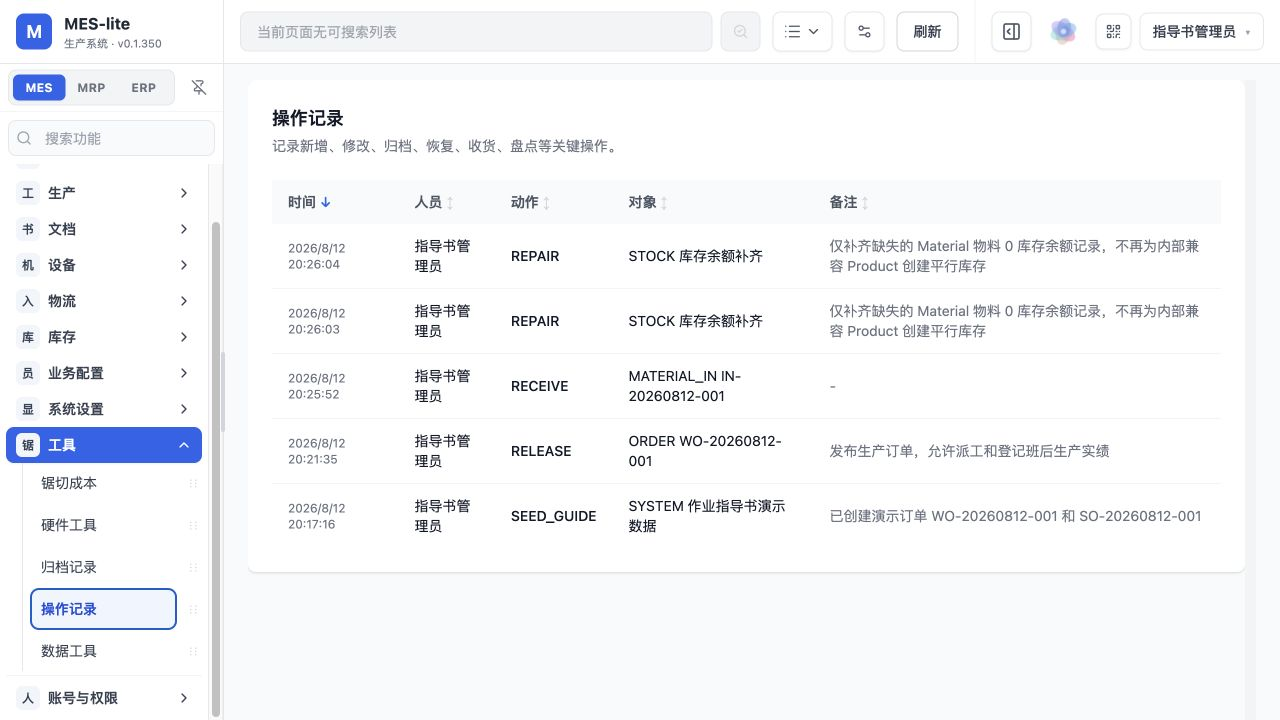 M
MES-lite
生产系统 · v0.1.350
当前页面无可搜索列表
刷新
指导书管理员
MES MRP ERP
搜索功能
工 生产
书 文档
机 设备
入 物流
库 库存
员 业务配置
显 系统设置
锯 工具
锯切成本
硬件工具
归档记录
操作记录
数据工具
人 账号与权限
操作记录
记录新增、修改、归档、恢复、收货、盘点等关键操作。
时间 人员 动作 对象 备注
2026/8/12
20:26:04
指导书管
理员
REPAIR
STOCK 库存余额补齐
仅补齐缺失的 Material 物料 0 库存余额记录，不再为内部兼
容 Product 创建平行库存
2026/8/12
20:26:03
指导书管
理员
REPAIR
STOCK 库存余额补齐
仅补齐缺失的 Material 物料 0 库存余额记录，不再为内部兼
容 Product 创建平行库存
2026/8/12
20:25:52
指导书管
理员
RECEIVE
MATERIAL_IN IN-
20260812-001
-
2026/8/12
20:21:35
指导书管
理员
RELEASE
ORDER WO-20260812-
001
发布生产订单，允许派工和登记班后生产实绩
2026/8/12
20:17:16
指导书管
理员
SEED_GUIDE
SYSTEM 作业指导书演示
数据
已创建演示订单 WO-20260812-001 和 SO-20260812-001